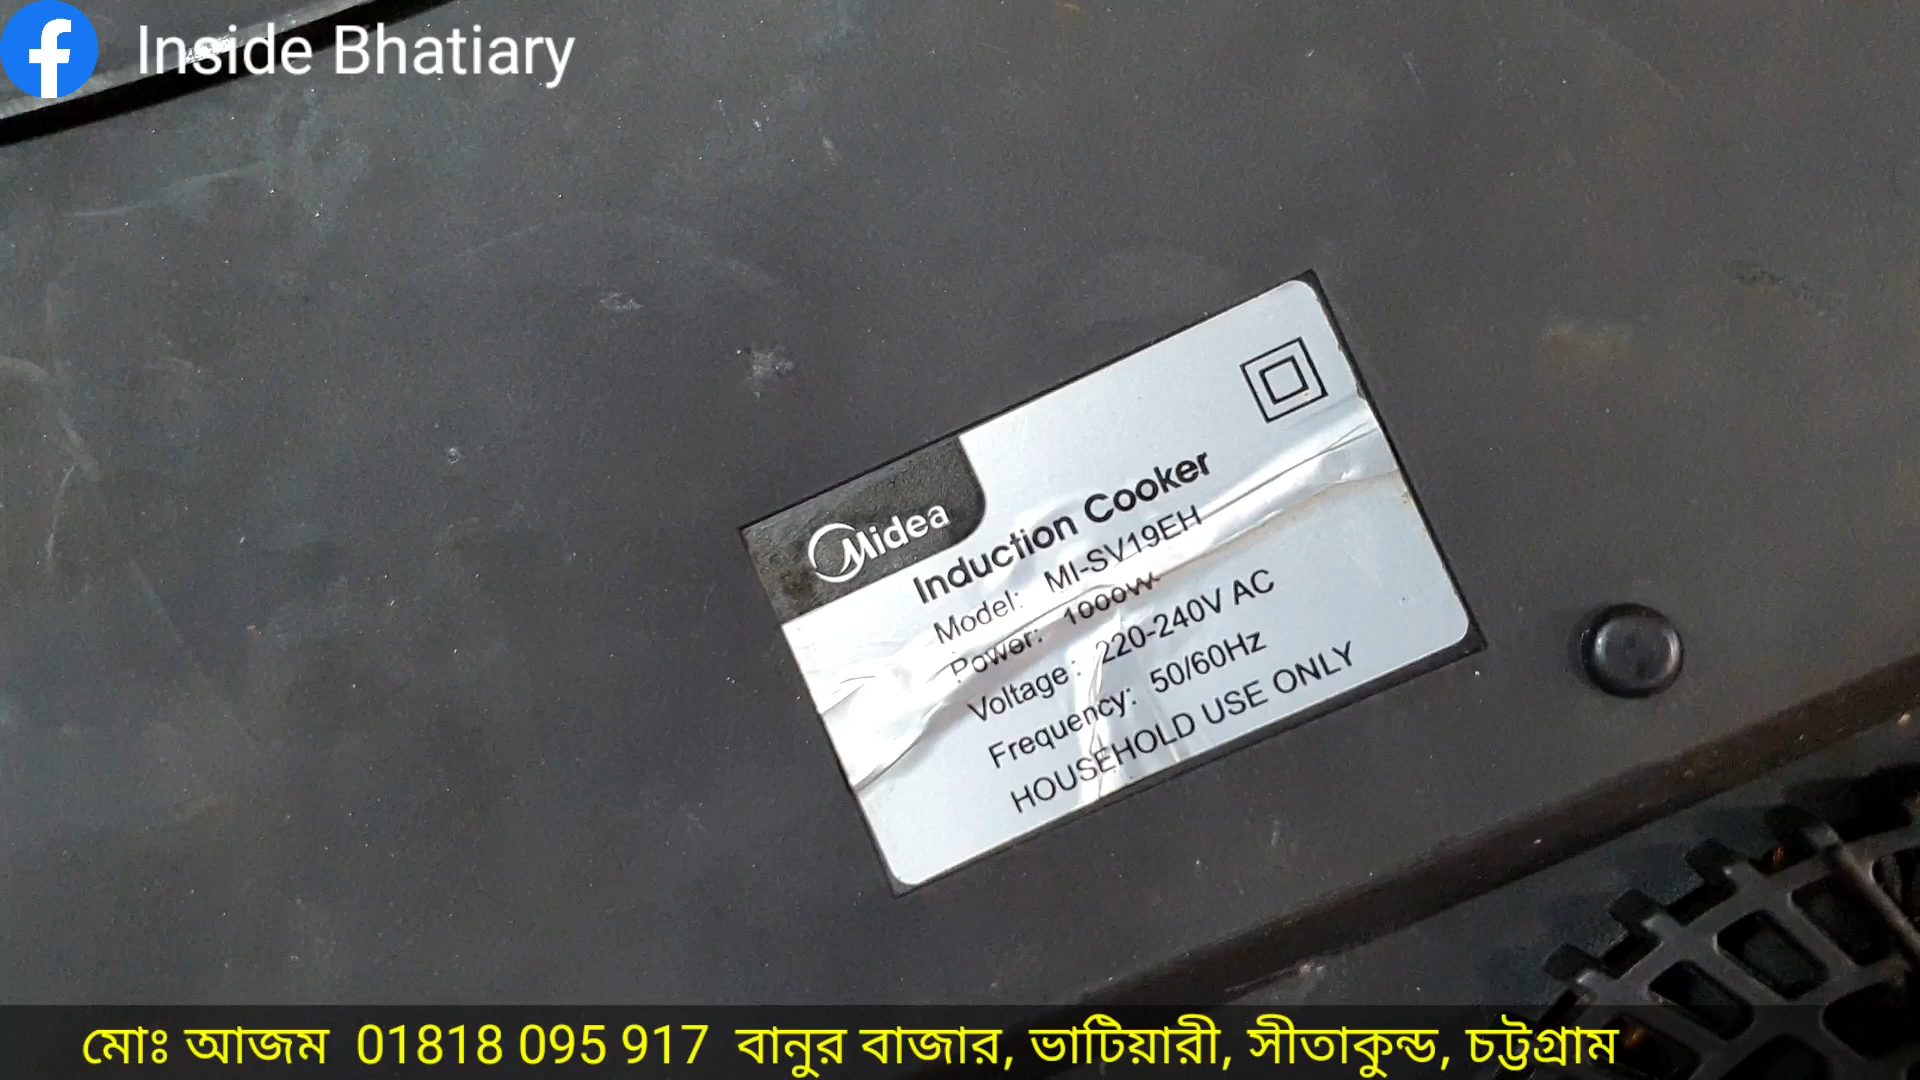 Inside Bhatiary
Midea
Induction Cooker
Model: MI-SV19EH
Power: 1000W
Voltage: 220-240V AC
Frequency: 50/60Hz
HOUSEHOLD USE ONLY
মোঃ আজম 01818 095 917 বানুর বাজার, ভাটিয়ারী, সীতাকুন্ড, চট্টগ্রাম